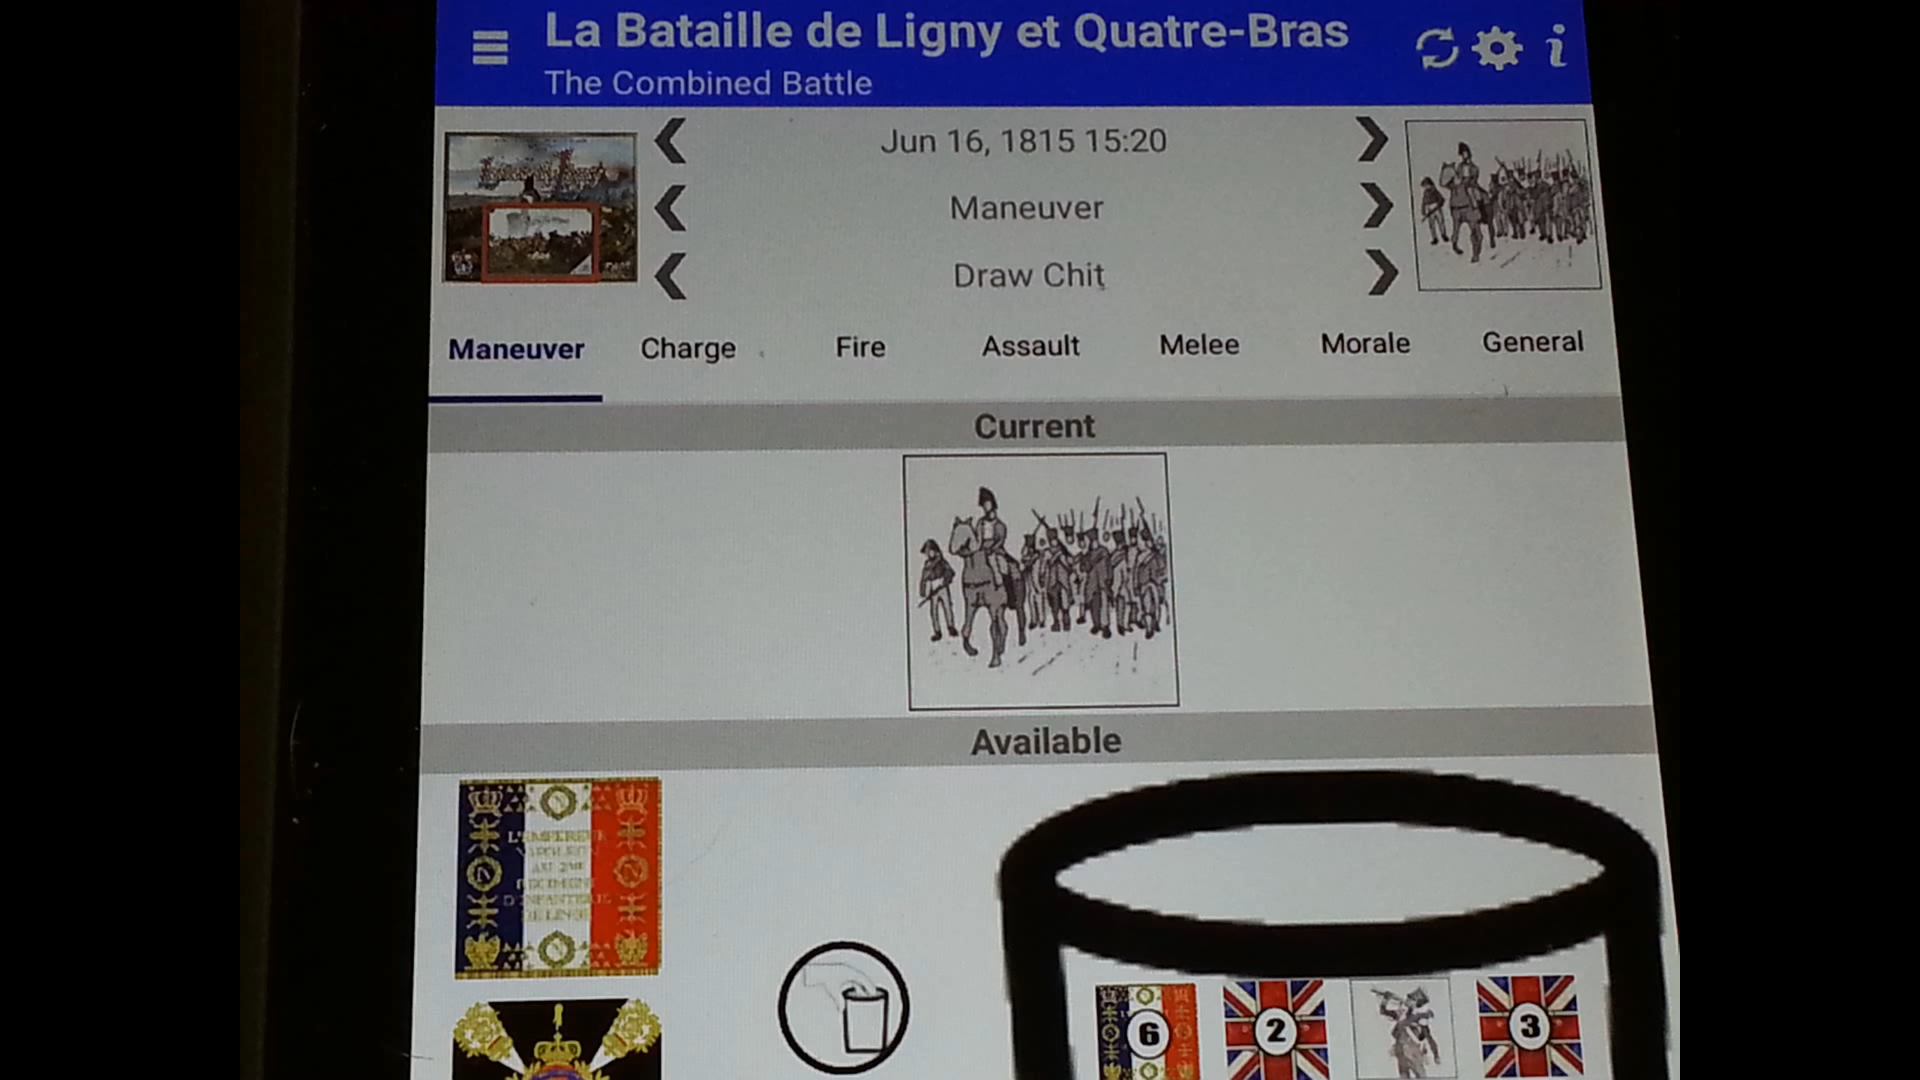 La Bataille de Ligny et Quatre-Bras
The Combined Battle
Jun 16, 1815 15:20
Maneuver
Draw Chit
Maneuver Charge Fire Assault Melee Morale General
Current
Available
L'EMPEREUR
6 2 3